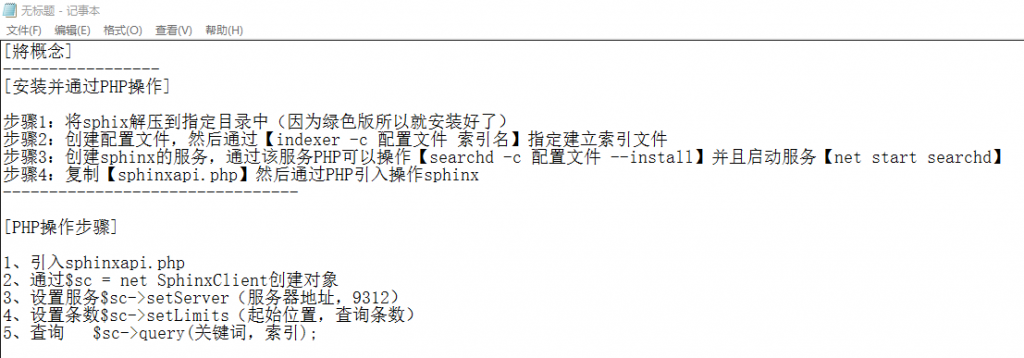 无标题 - 记事本
文件(F) 编辑(E) 格式(O) 查看(V) 帮助(H)
[將概念]
-----------------
[安装并通过PHP操作]
步骤1：将sphix解压到指定目录中（因为绿色版所以就安装好了）
步骤2：创建配置文件，然后通过【indexer -c 配置文件 索引名】指定建立索引文件
步骤3：创建sphinx的服务，通过该服务PHP可以操作【searchd -c 配置文件 --install】并且启动服务【net start searchd】
步骤4：复制【sphinxapi.php】然后通过PHP引入操作sphinx
--------------------------------
[PHP操作步骤]
1、引入sphinxapi.php
2、通过$sc = net SphinxClient创建对象
3、设置服务$sc->setServer（服务器地址，9312）
4、设置条数$sc->setLimits（起始位置，查询条数）
5、查询   $sc->query(关键词，索引);